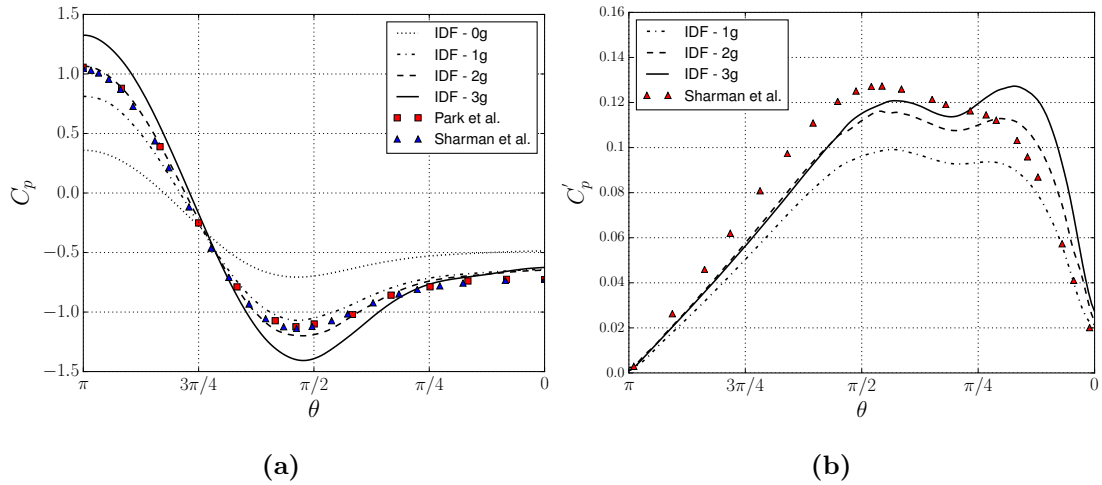 1.5
1.0
0.5
0.0
−0.5
−1.0
−1.5
C_p
π
3π/4
π/2
π/4
0
θ
IDF - 0g
IDF - 1g
IDF - 2g
IDF - 3g
Park et al.
Sharman et al.
(a)
0.16
0.14
0.12
0.10
0.08
0.06
0.04
0.02
0.00
C_p'
π
3π/4
π/2
π/4
0
θ
IDF - 1g
IDF - 2g
IDF - 3g
Sharman et al.
(b)